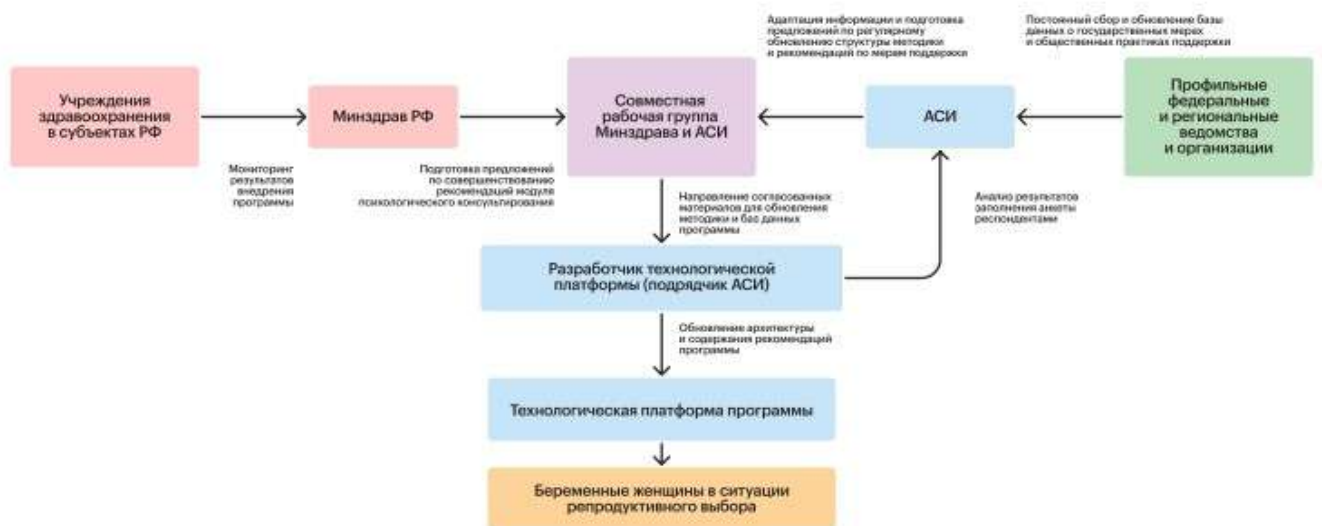 Адаптация информации и подготовка
предложений по регулярному
обновлению структуры методики
и рекомендаций по мерам поддержки
Постоянный сбор и обновление базы
данных о государственных мерах
и общественных практиках поддержки
Учреждения
здравоохранения
в субъектах РФ
Минздрав РФ
Совместная
рабочая группа
Минздрава и АСИ
АСИ
Профильные
федеральные
и региональные
ведомства
и организации
Мониторинг
результатов
внедрения
программы
Подготовка предложений
по совершенствованию
рекомендаций модуля
психологического консультирования
Направление согласованных
материалов для обновления
методики и баз данных
программы
Анализ результатов
заполнения анкеты
респондентами
Разработчик технологической
платформы (подрядчик АСИ)
Обновление архитектуры
и содержания рекомендаций
программы
Технологическая платформа программы
Беременные женщины в ситуации
репродуктивного выбора